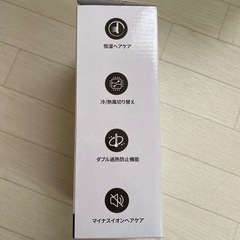 恒温ヘアケア
冷/熱風切り替え
ダブル過熱防止機能
マイナスイオンヘアケア